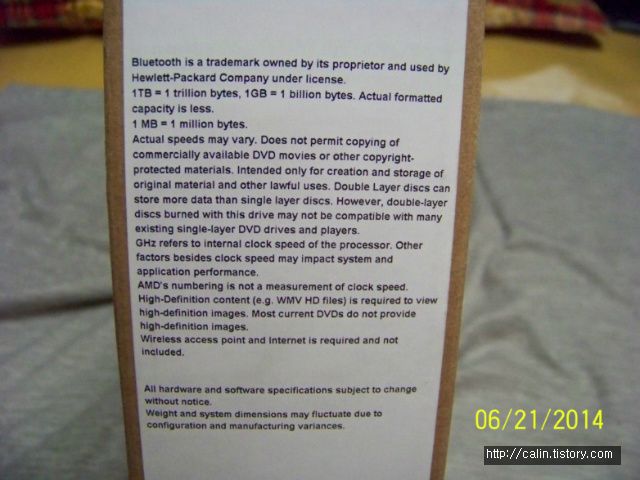 Bluetooth is a trademark owned by its proprietor and used by
Hewlett-Packard Company under license.
1TB = 1 trillion bytes, 1GB = 1 billion bytes. Actual formatted
capacity is less.
1 MB = 1 million bytes.
Actual speeds may vary. Does not permit copying of
commercially available DVD movies or other copyright-
protected materials. Intended only for creation and storage of
original material and other lawful uses. Double Layer discs can
store more data than single layer discs. However, double-layer
discs burned with this drive may not be compatible with many
existing single-layer DVD drives and players.
GHz refers to internal clock speed of the processor. Other
factors besides clock speed may impact system and
application performance.
AMD's numbering is not a measurement of clock speed.
High-Definition content (e.g. WMV HD files) is required to view
high-definition images. Most current DVDs do not provide
high-definition images.
Wireless access point and Internet is required and not
included.
All hardware and software specifications subject to change
without notice.
Weight and system dimensions may fluctuate due to
configuration and manufacturing variances.
06/21/2014
http://calin.tistory.com